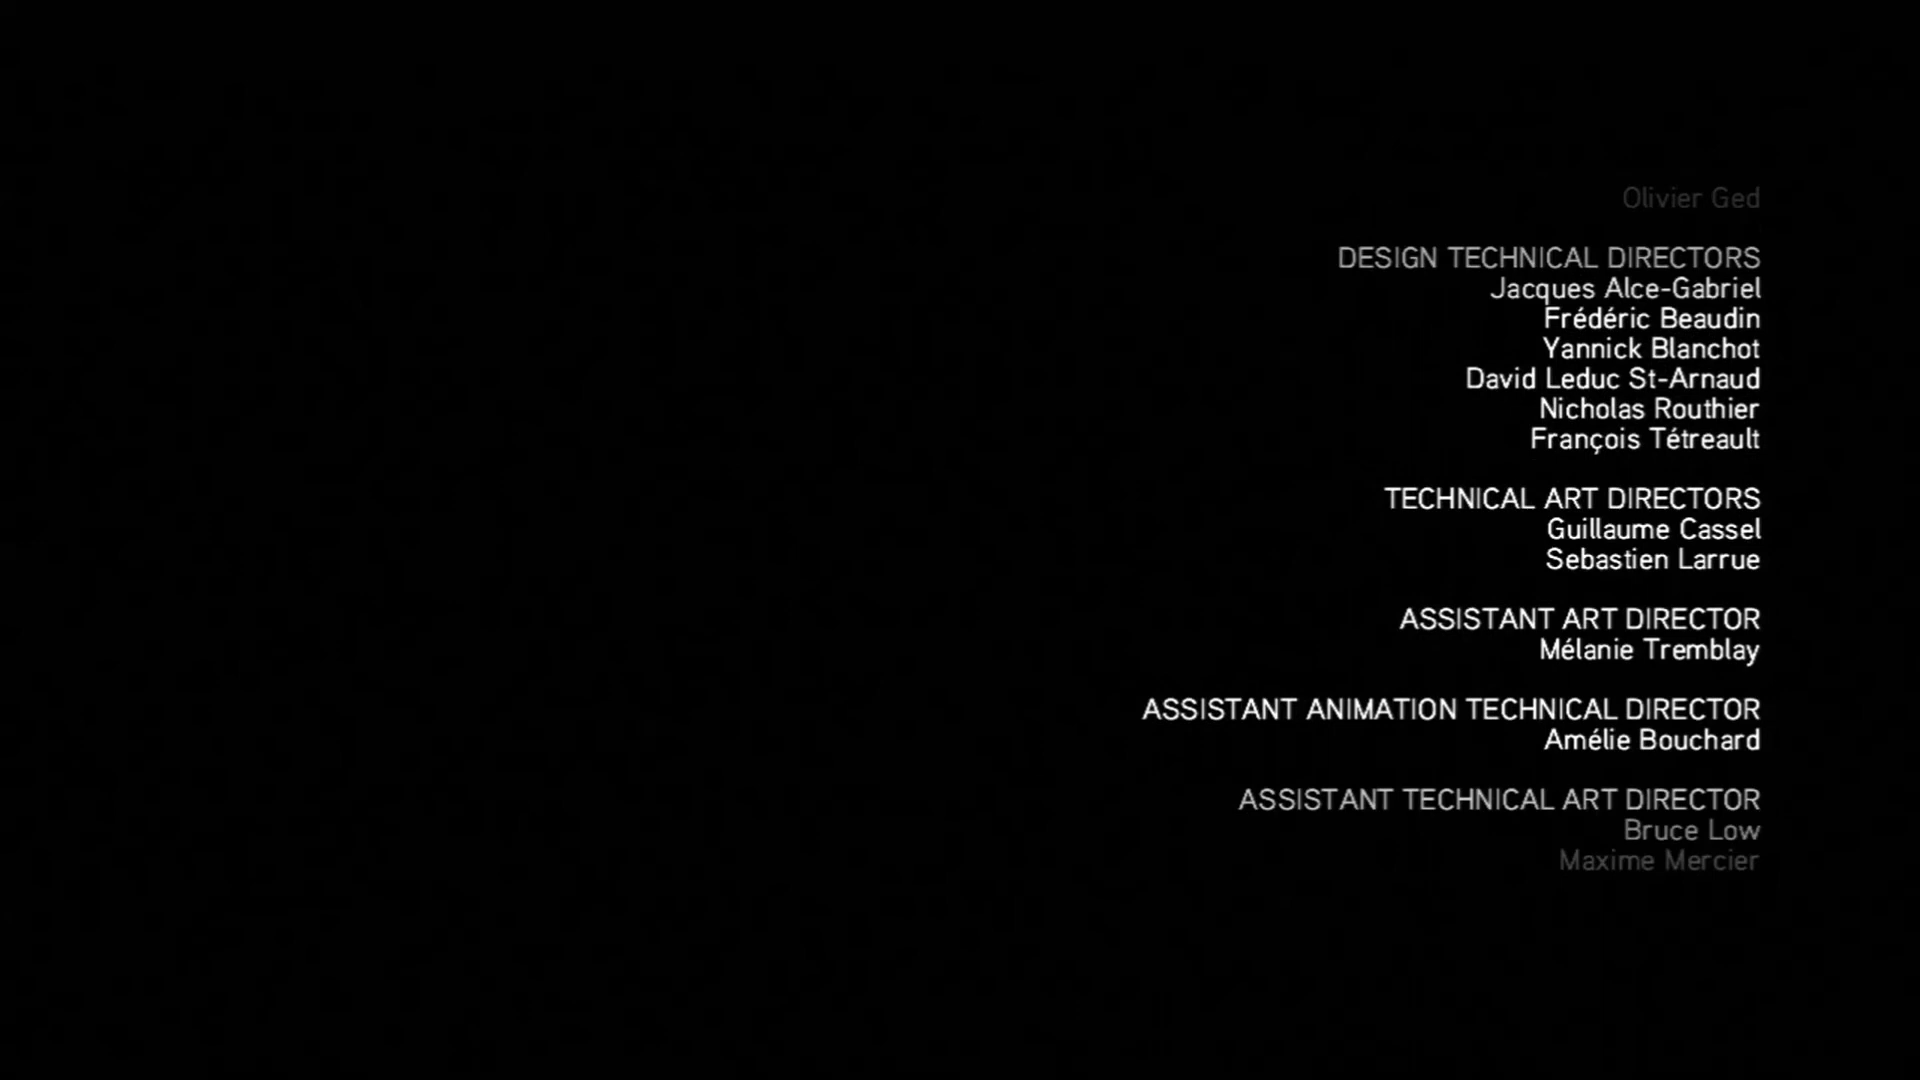 Olivier Ged
DESIGN TECHNICAL DIRECTORS
Jacques Alce-Gabriel
Frédéric Beaudin
Yannick Blanchot
David Leduc St-Arnaud
Nicholas Routhier
François Tétreault
TECHNICAL ART DIRECTORS
Guillaume Cassel
Sebastien Larrue
ASSISTANT ART DIRECTOR
Mélanie Tremblay
ASSISTANT ANIMATION TECHNICAL DIRECTOR
Amélie Bouchard
ASSISTANT TECHNICAL ART DIRECTOR
Bruce Low
Maxime Mercier